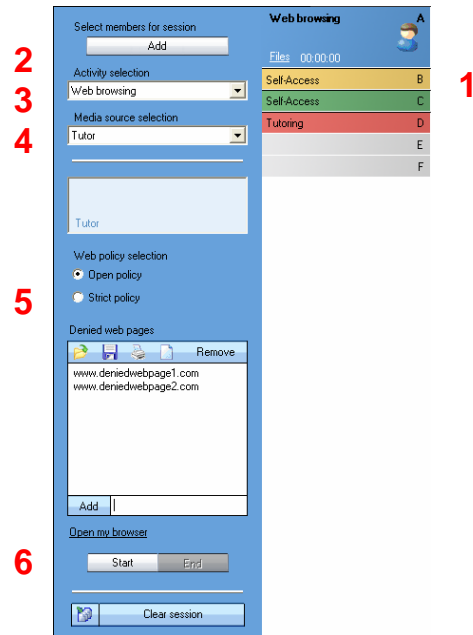 Select members for session
Add
2
Activity selection
3
Web browsing
Media source selection
4
Tutor
Tutor
Web policy selection
Open policy
5
Strict policy
Denied web pages
Remove
www.deniedwebpage1.com
www.deniedwebpage2.com
Add
Open my browser
6
Start End
Clear session
Web browsing A
Files 00:00:00
Self-Access B
1
Self-Access C
Tutoring D
E
F